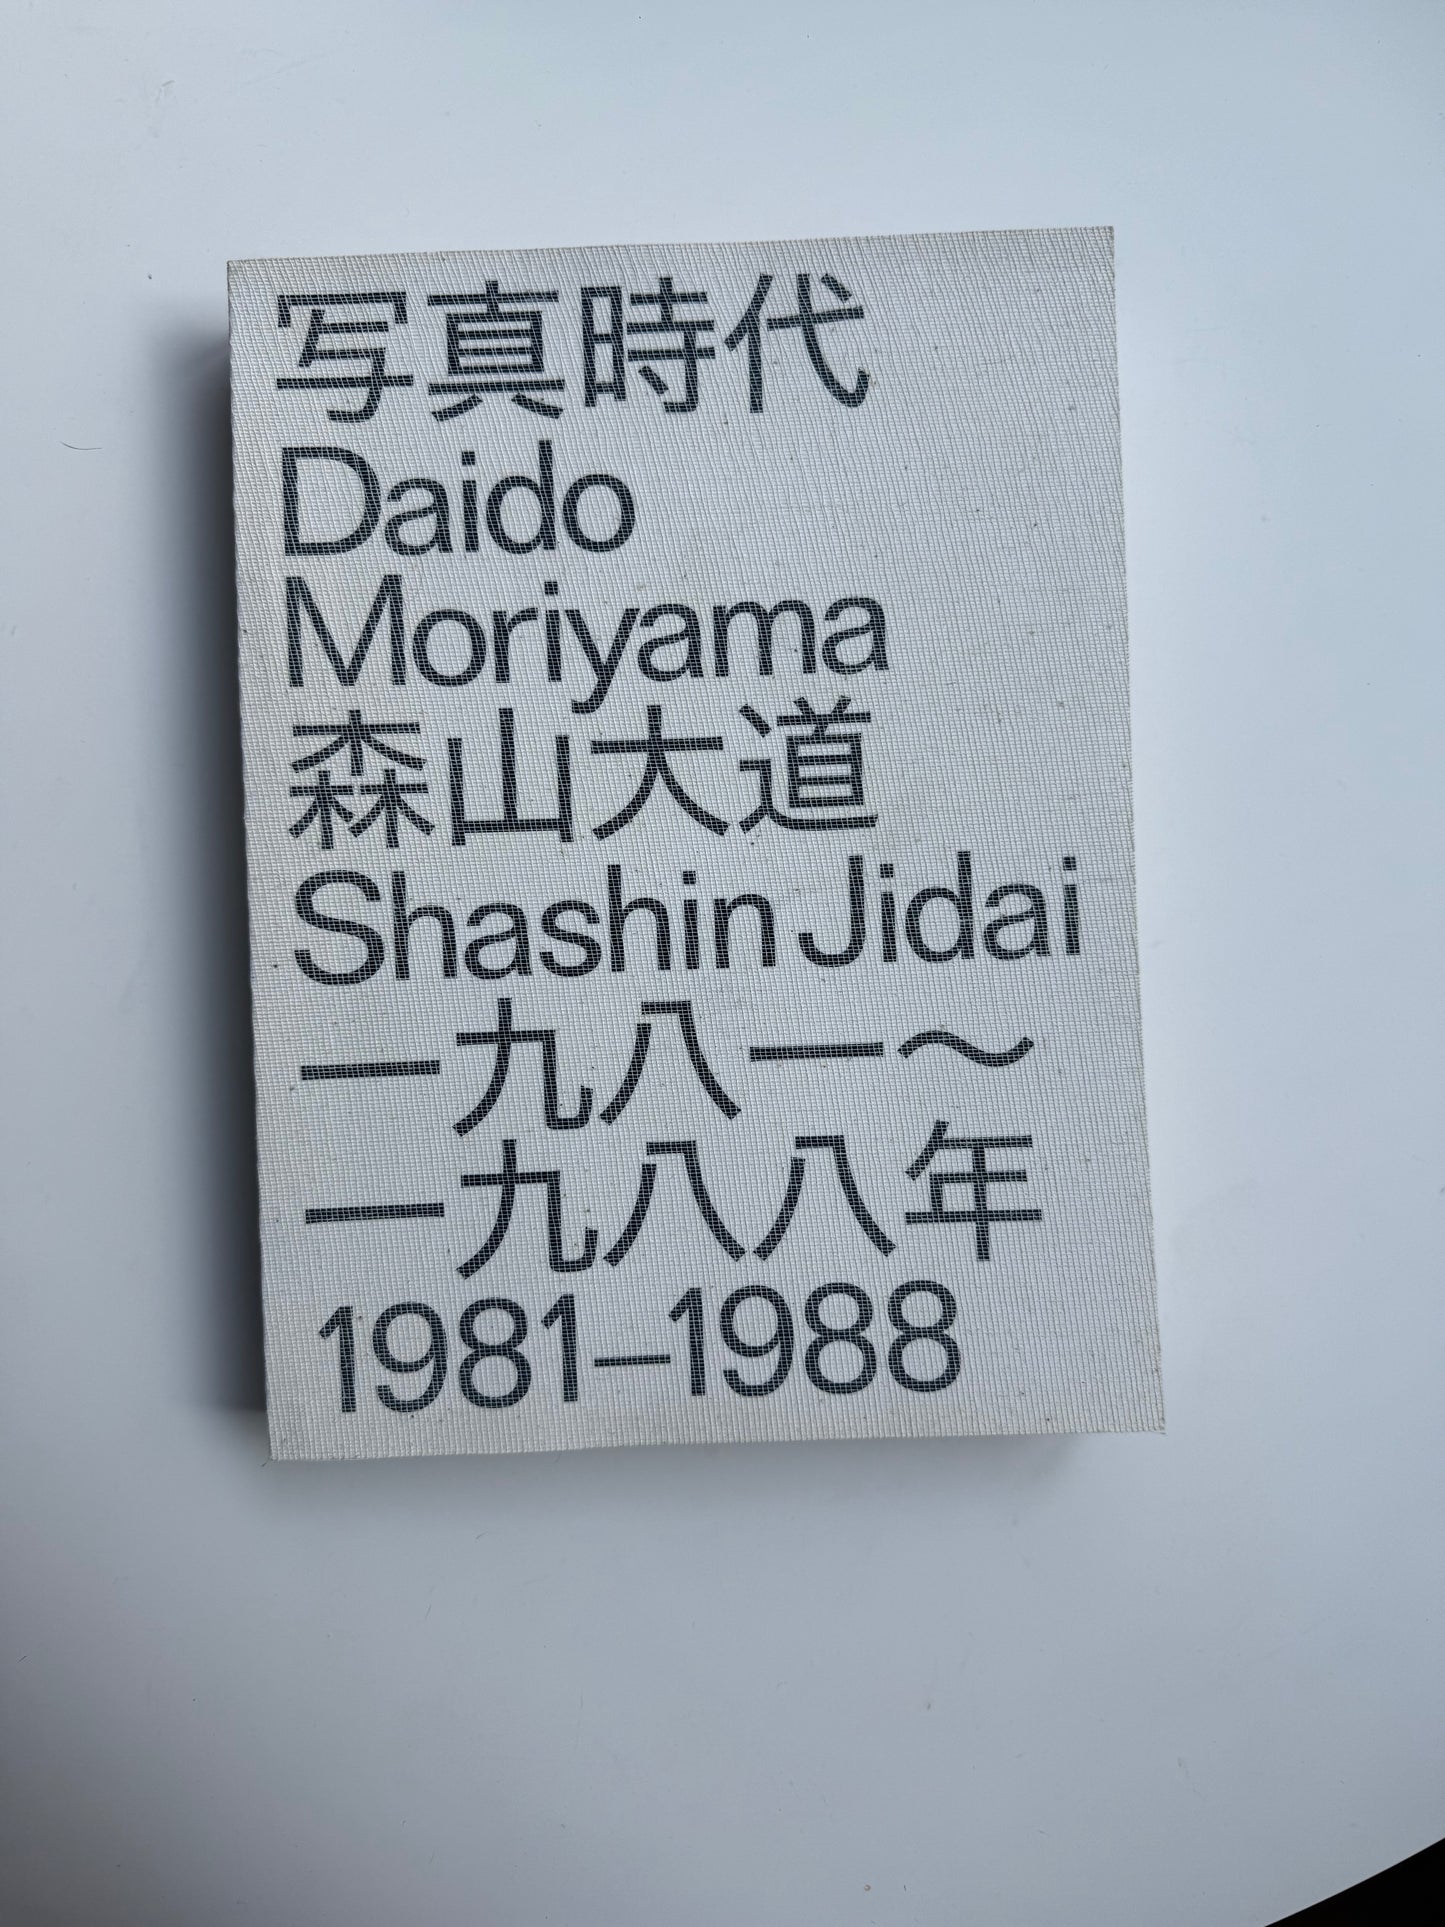 写真時代
Daido
Moriyama
森山大道
Shashin Jidai
一九八一〜
一九八八年
1981–1988